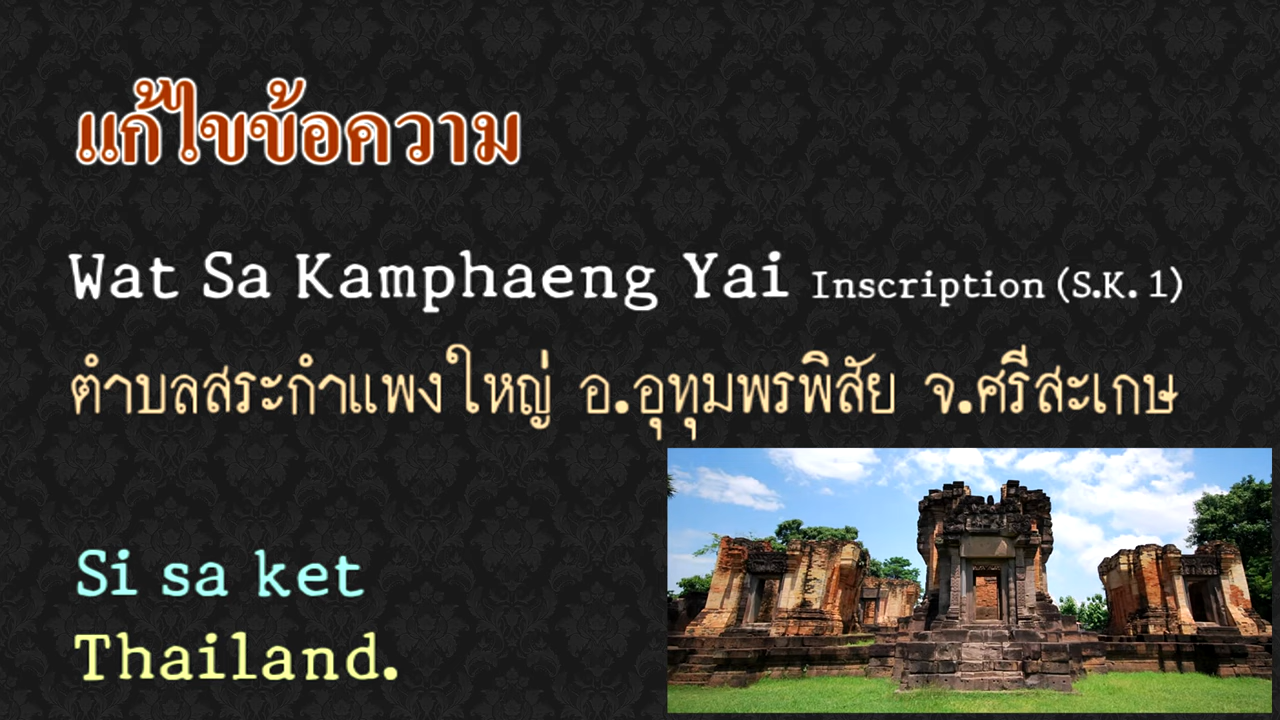 แก้ไขข้อความ
Wat Sa Kamphaeng Yai Inscription (S.K. 1)
ตำบลสระกำแพงใหญ่ อ.อุทุมพรพิสัย จ.ศรีสะเกษ
Si sa ket
Thailand.